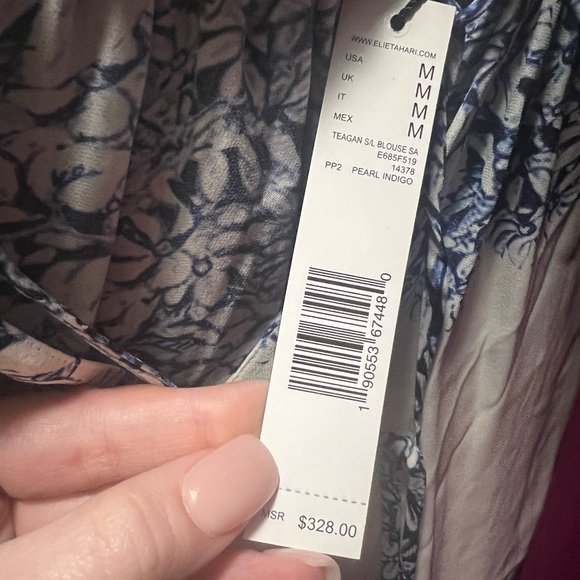 WWW.ELIETAHARI.COM
USA M
UK M
IT M
MEX M
TEAGAN S/L BLOUSE SA
E685F519
14378
PP2 PEARL INDIGO
1 90553 67448 0
$328.00